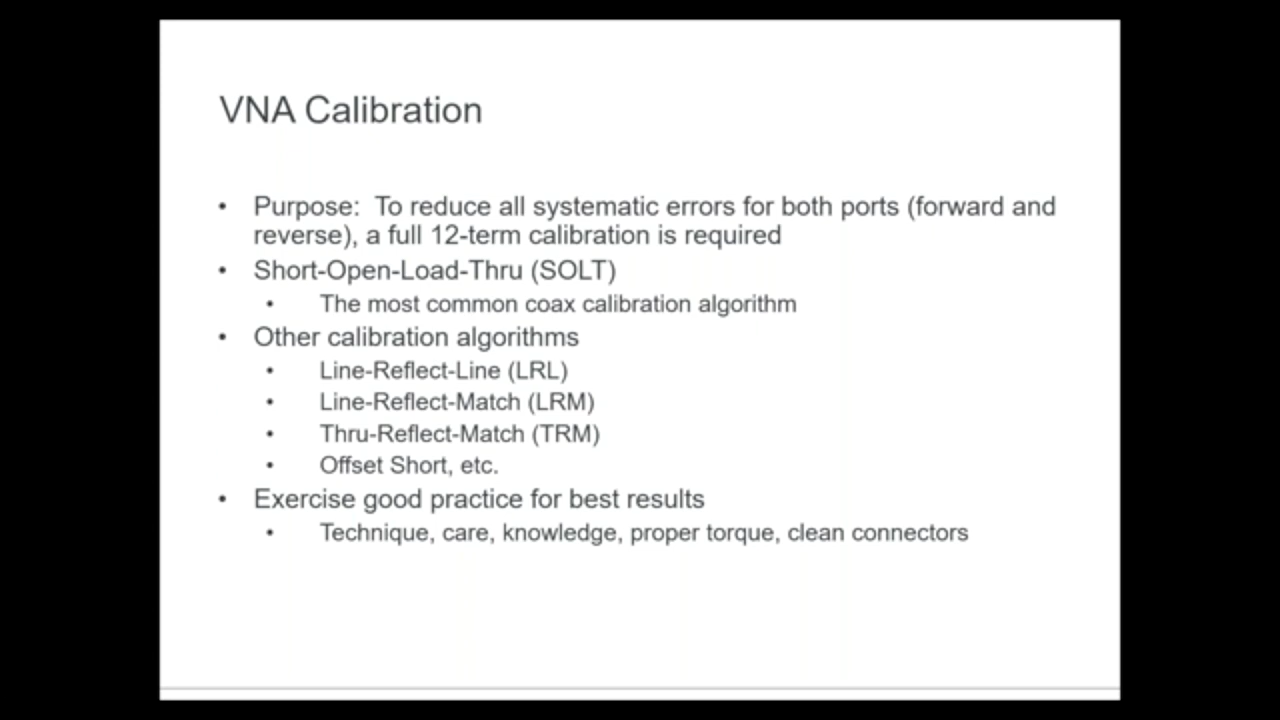 VNA Calibration
• Purpose:  To reduce all systematic errors for both ports (forward and
reverse), a full 12-term calibration is required
• Short-Open-Load-Thru (SOLT)
• The most common coax calibration algorithm
• Other calibration algorithms
• Line-Reflect-Line (LRL)
• Line-Reflect-Match (LRM)
• Thru-Reflect-Match (TRM)
• Offset Short, etc.
• Exercise good practice for best results
• Technique, care, knowledge, proper torque, clean connectors